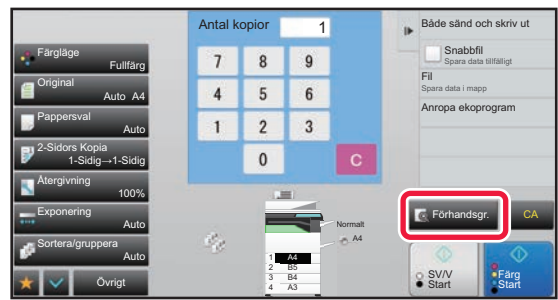 Färgläge
Fullfärg
Original
Auto A4
Pappersval
Auto
2-Sidors Kopia
1-Sidig→1-Sidig
Återgivning
100%
Exponering
Auto
Sortera/gruppera
Auto
Övrigt
Antal kopior 1
7 8 9
4 5 6
1 2 3
0 C
Normalt
A4
1 A4
2 B5
3 B4
4 A3
Både sänd och skriv ut
Snabbfil
Spara data tillfälligt
Fil
Spara data i mapp
Anropa ekoprogram
Förhandsgr.
CA
SV/V
Start
Färg
Start